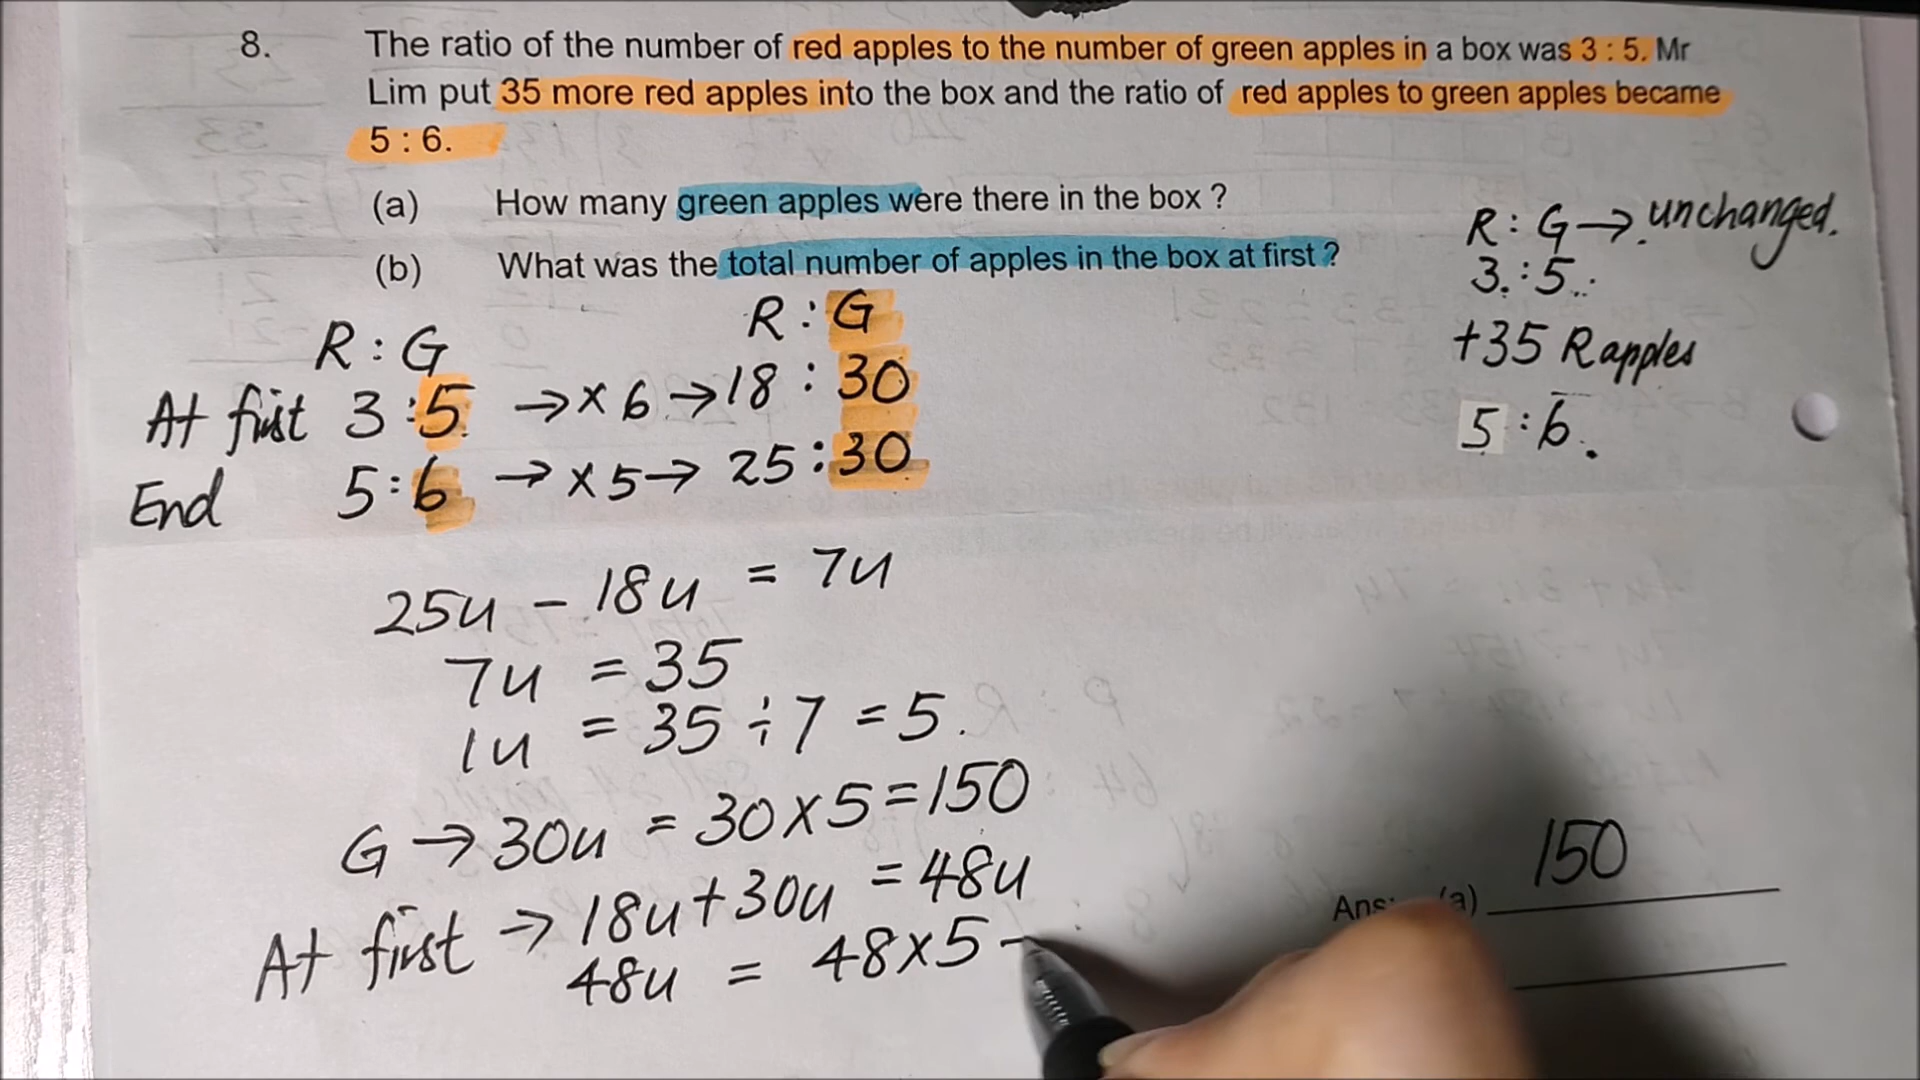 8. The ratio of the number of red apples to the number of green apples in a box was 3 : 5. Mr
Lim put 35 more red apples into the box and the ratio of red apples to green apples became
5 : 6.
(a) How many green apples were there in the box ?
(b) What was the total number of apples in the box at first ?
R : G → unchanged.
3 : 5
+35 R apples
5 : 6.
R : G
R : G
At first 3 : 5 → × 6 → 18 : 30
End 5 : 6 → × 5 → 25 : 30
25u - 18u = 7u
7u = 35
1u = 35 ÷ 7 = 5.
G → 30u = 30 × 5 = 150
At first → 18u + 30u = 48u
48u = 48 × 5
Ans: (a) 150